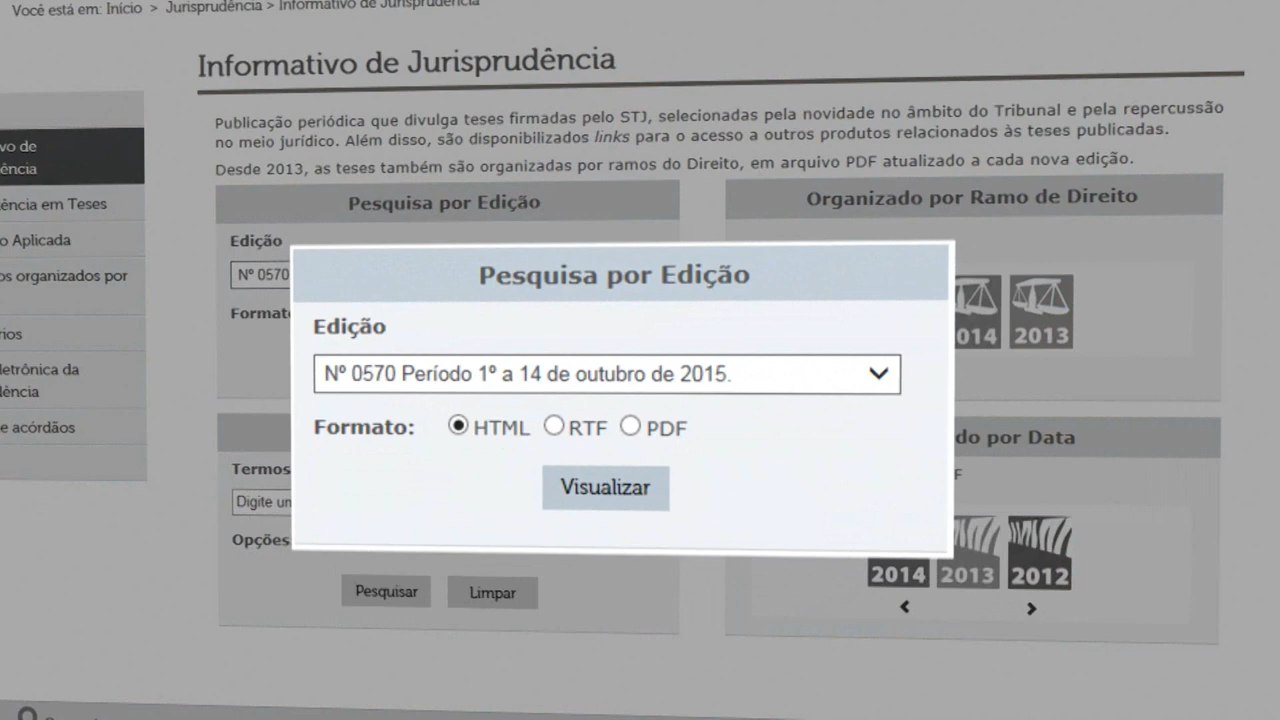 Você está em: Início > Jurisprudência > Informativo de Jurisprudência
Informativo de Jurisprudência
Publicação periódica que divulga teses firmadas pelo STJ, selecionadas pela novidade no âmbito do Tribunal e pela repercussão
no meio jurídico. Além disso, são disponibilizados links para o acesso a outros produtos relacionados às teses publicadas.
Desde 2013, as teses também são organizadas por ramos do Direito, em arquivo PDF atualizado a cada nova edição.
vo de
ência
ência em Teses
o Aplicada
os organizados por
rios
letrônica da
dência
e acórdãos
Pesquisa por Edição
Edição
Nº 0570
Format
Organizado por Ramo de Direito
014 2013
Pesquisa por Edição
Edição
Nº 0570 Período 1º a 14 de outubro de 2015.
Formato: HTML RTF PDF
Visualizar
Termos
Digite un
Opções
Pesquisar Limpar
do por Data
F
2014 2013 2012